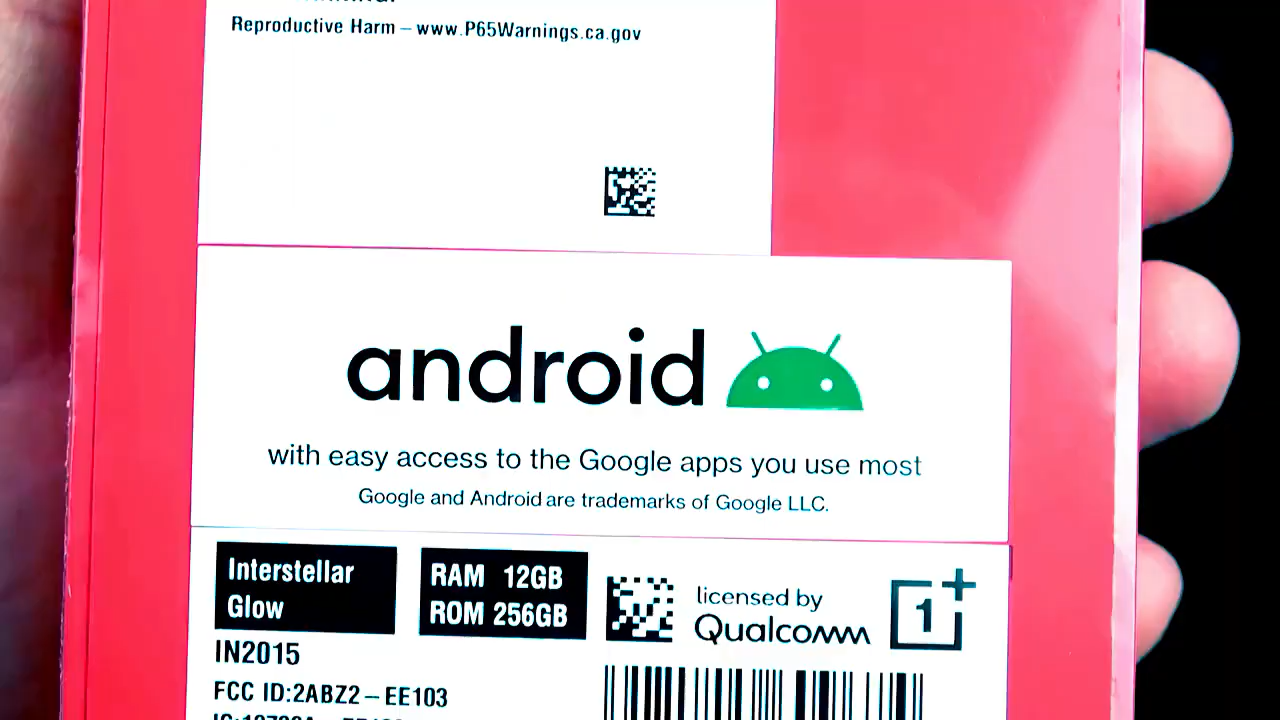 Reproductive Harm – www.P65Warnings.ca.gov
android
with easy access to the Google apps you use most
Google and Android are trademarks of Google LLC.
Interstellar
Glow
RAM 12GB
ROM 256GB
licensed by
Qualcomm
1+
IN2015
FCC ID:2ABZ2–EE103